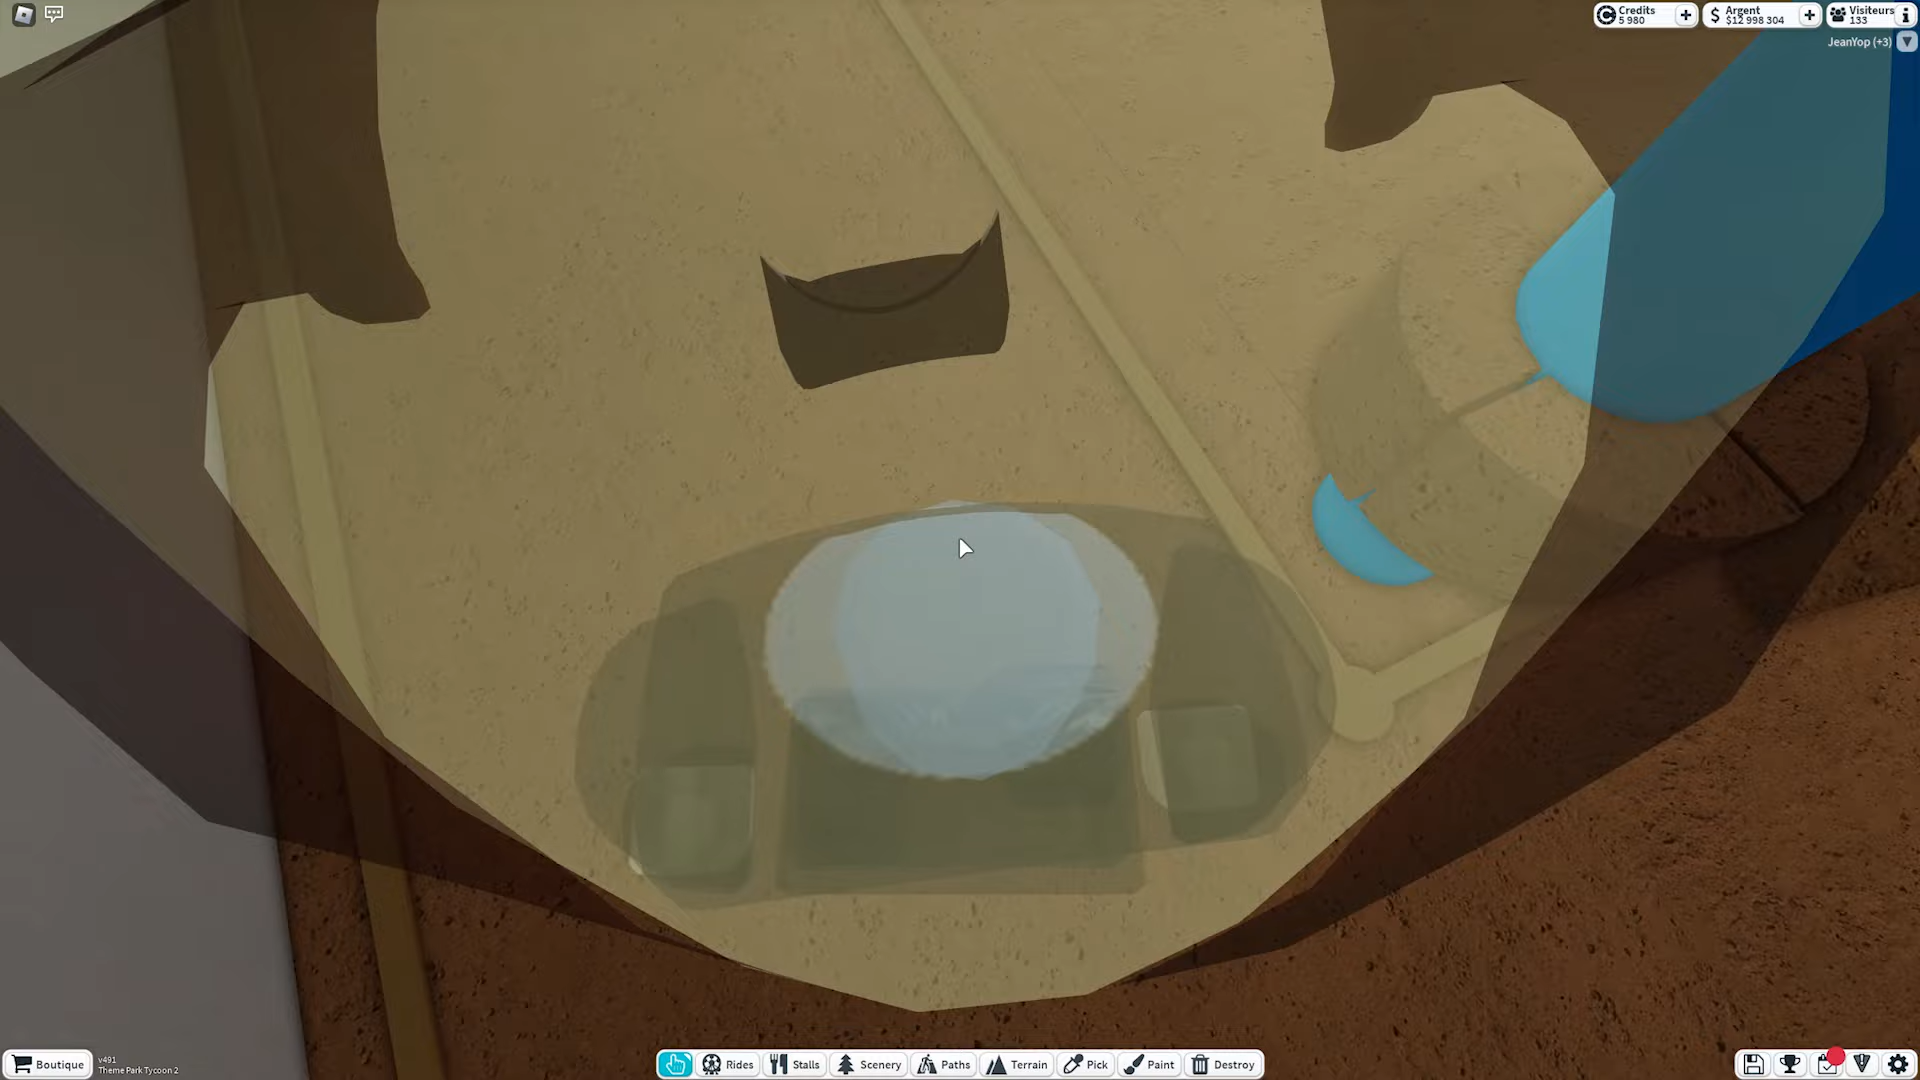 Credits
5 980
Argent
$12 998 304
Visiteurs
133
JeanYop (+3)
Boutique
v491
Theme Park Tycoon 2
Rides
Stalls
Scenery
Paths
Terrain
Pick
Paint
Destroy